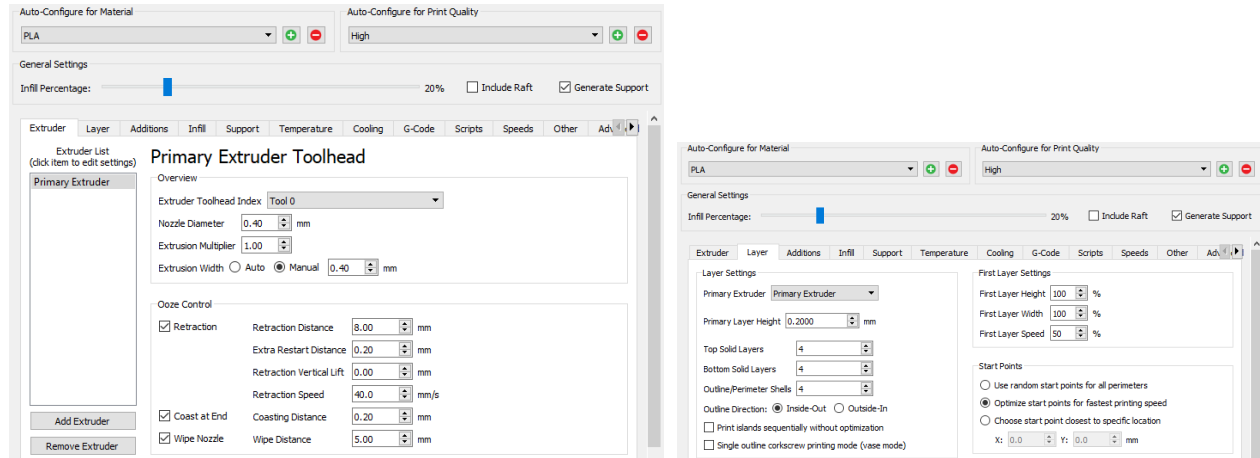 Auto-Configure for Material
PLA
Auto-Configure for Print Quality
High
General Settings
Infill Percentage: 20% Include Raft Generate Support
Extruder Layer Additions Infill Support Temperature Cooling G-Code Scripts Speeds Other
Extruder List
(click item to edit settings)
Primary Extruder
Add Extruder
Remove Extruder
Primary Extruder Toolhead
Overview
Extruder Toolhead Index Tool 0
Nozzle Diameter 0.40 mm
Extrusion Multiplier 1.00
Extrusion Width Auto Manual 0.40 mm
Ooze Control
Retraction Retraction Distance 8.00 mm
Extra Restart Distance 0.20 mm
Retraction Vertical Lift 0.00 mm
Retraction Speed 40.0 mm/s
Coast at End Coasting Distance 0.20 mm
Wipe Nozzle Wipe Distance 5.00 mm
Auto-Configure for Material
PLA
Auto-Configure for Print Quality
High
General Settings
Infill Percentage: 20% Include Raft Generate Support
Extruder Layer Additions Infill Support Temperature Cooling G-Code Scripts Speeds Other
Layer Settings
Primary Extruder Primary Extruder
Primary Layer Height 0.2000 mm
Top Solid Layers 4
Bottom Solid Layers 4
Outline/Perimeter Shells 4
Outline Direction: Inside-Out Outside-In
Print islands sequentially without optimization
Single outline corkscrew printing mode (vase mode)
First Layer Settings
First Layer Height 100 %
First Layer Width 100 %
First Layer Speed 50 %
Start Points
Use random start points for all perimeters
Optimize start points for fastest printing speed
Choose start point closest to specific location
X: 0.0 Y: 0.0 mm